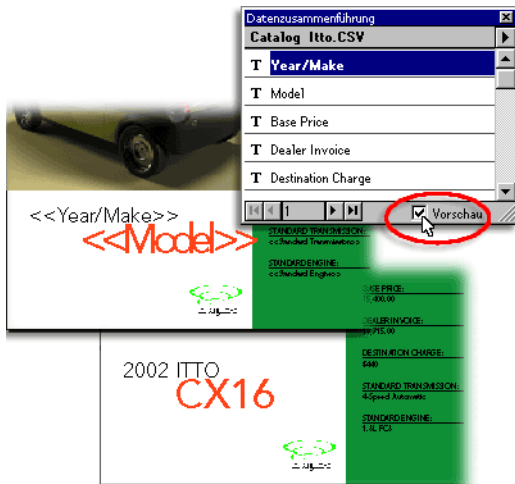 Datenzusammenführung
Catalog Itto.CSV
T Year/Make
T Model
T Base Price
T Dealer Invoice
T Destination Charge
1
Vorschau
<<Year/Make>>
<<Model>>
STANDARD TRANSMISSION:
<<Standard Transmission>>
STANDARD ENGINE:
<<Standard Engine>>
BASE PRICE:
DEALER INVOICE:
DESTINATION CHARGE:
$440
STANDARD TRANSMISSION:
4-Speed Automatic
STANDARD ENGINE:
2002 ITTO
CX16